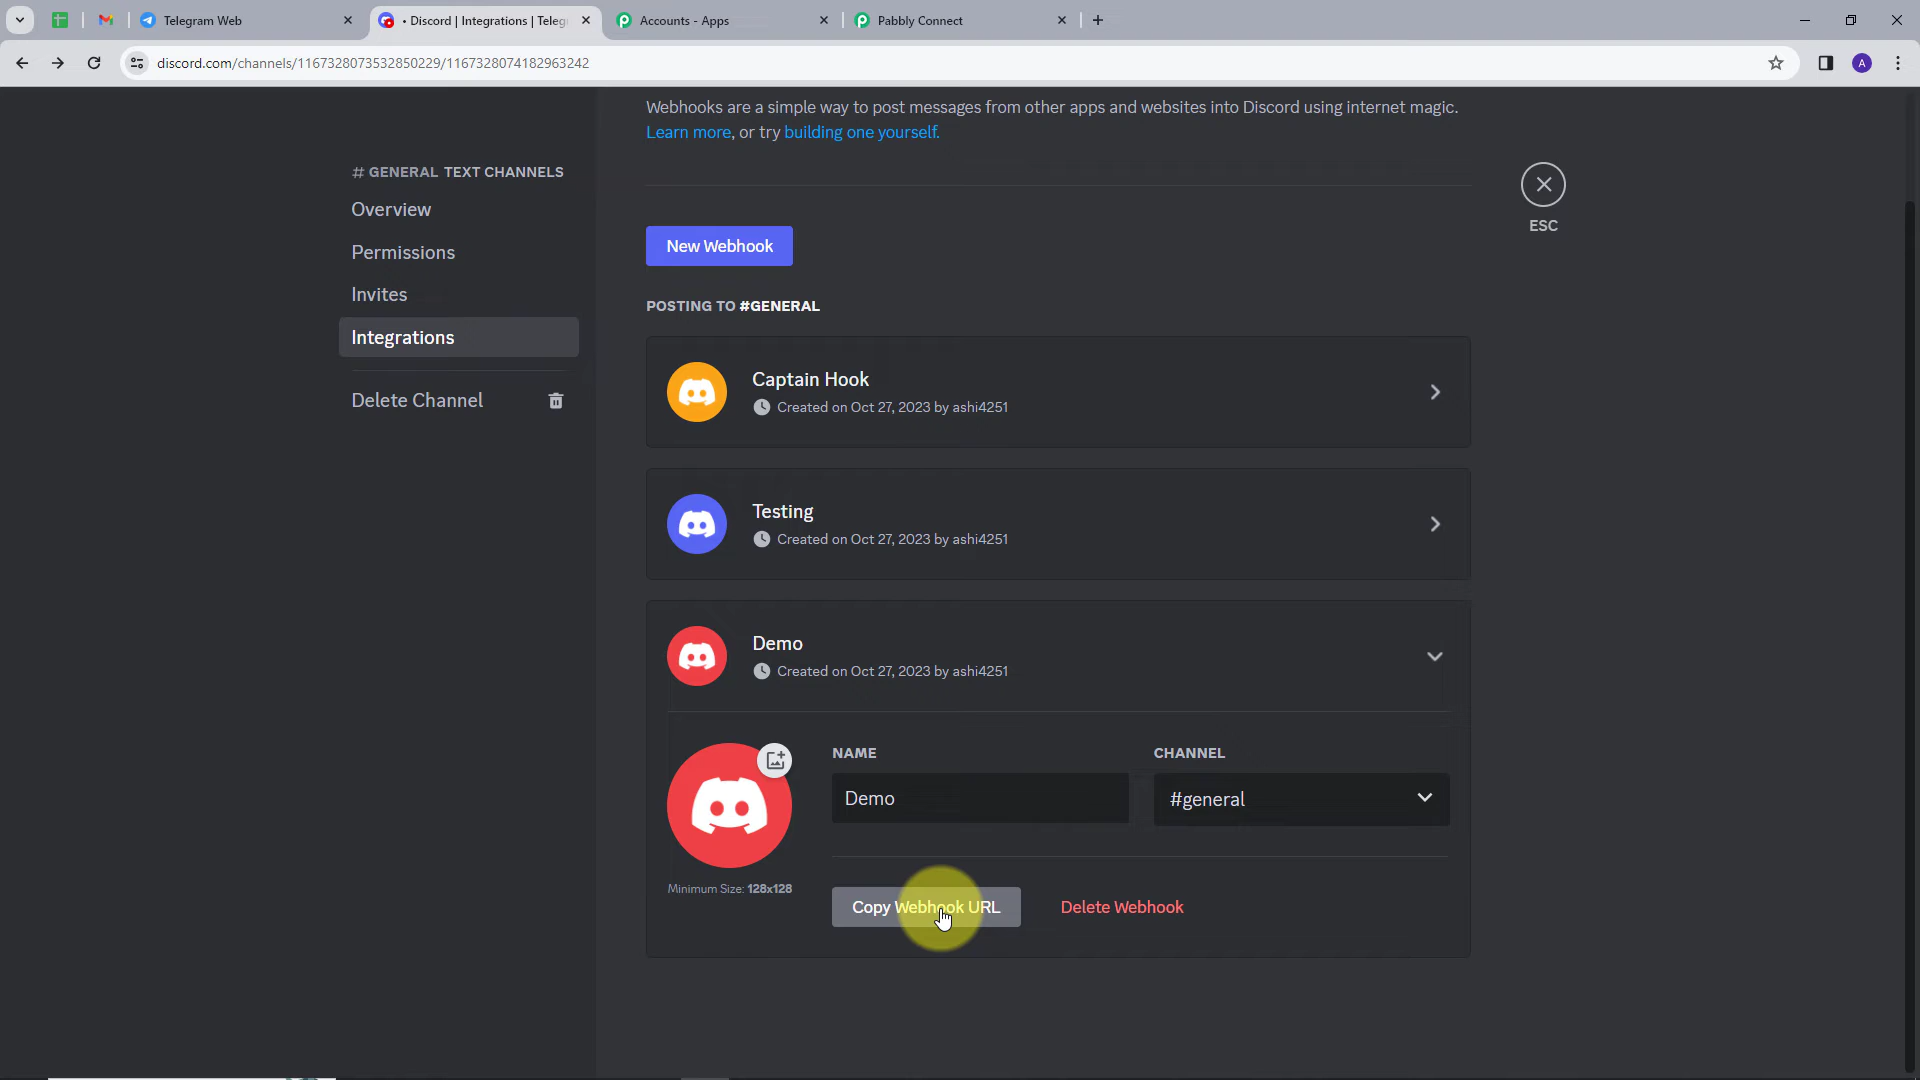 Telegram Web
• Discord | Integrations | Teleg
Accounts - Apps
Pabbly Connect
discord.com/channels/1167328073532850229/1167328074182963242
A
Webhooks are a simple way to post messages from other apps and websites into Discord using internet magic.
Learn more, or try building one yourself.
# GENERAL TEXT CHANNELS
Overview
Permissions
Invites
Integrations
Delete Channel
ESC
New Webhook
POSTING TO #GENERAL
Captain Hook
Created on Oct 27, 2023 by ashi4251
Testing
Created on Oct 27, 2023 by ashi4251
Demo
Created on Oct 27, 2023 by ashi4251
NAME
CHANNEL
Demo
#general
Minimum Size: 128x128
Copy Webhook URL
Delete Webhook